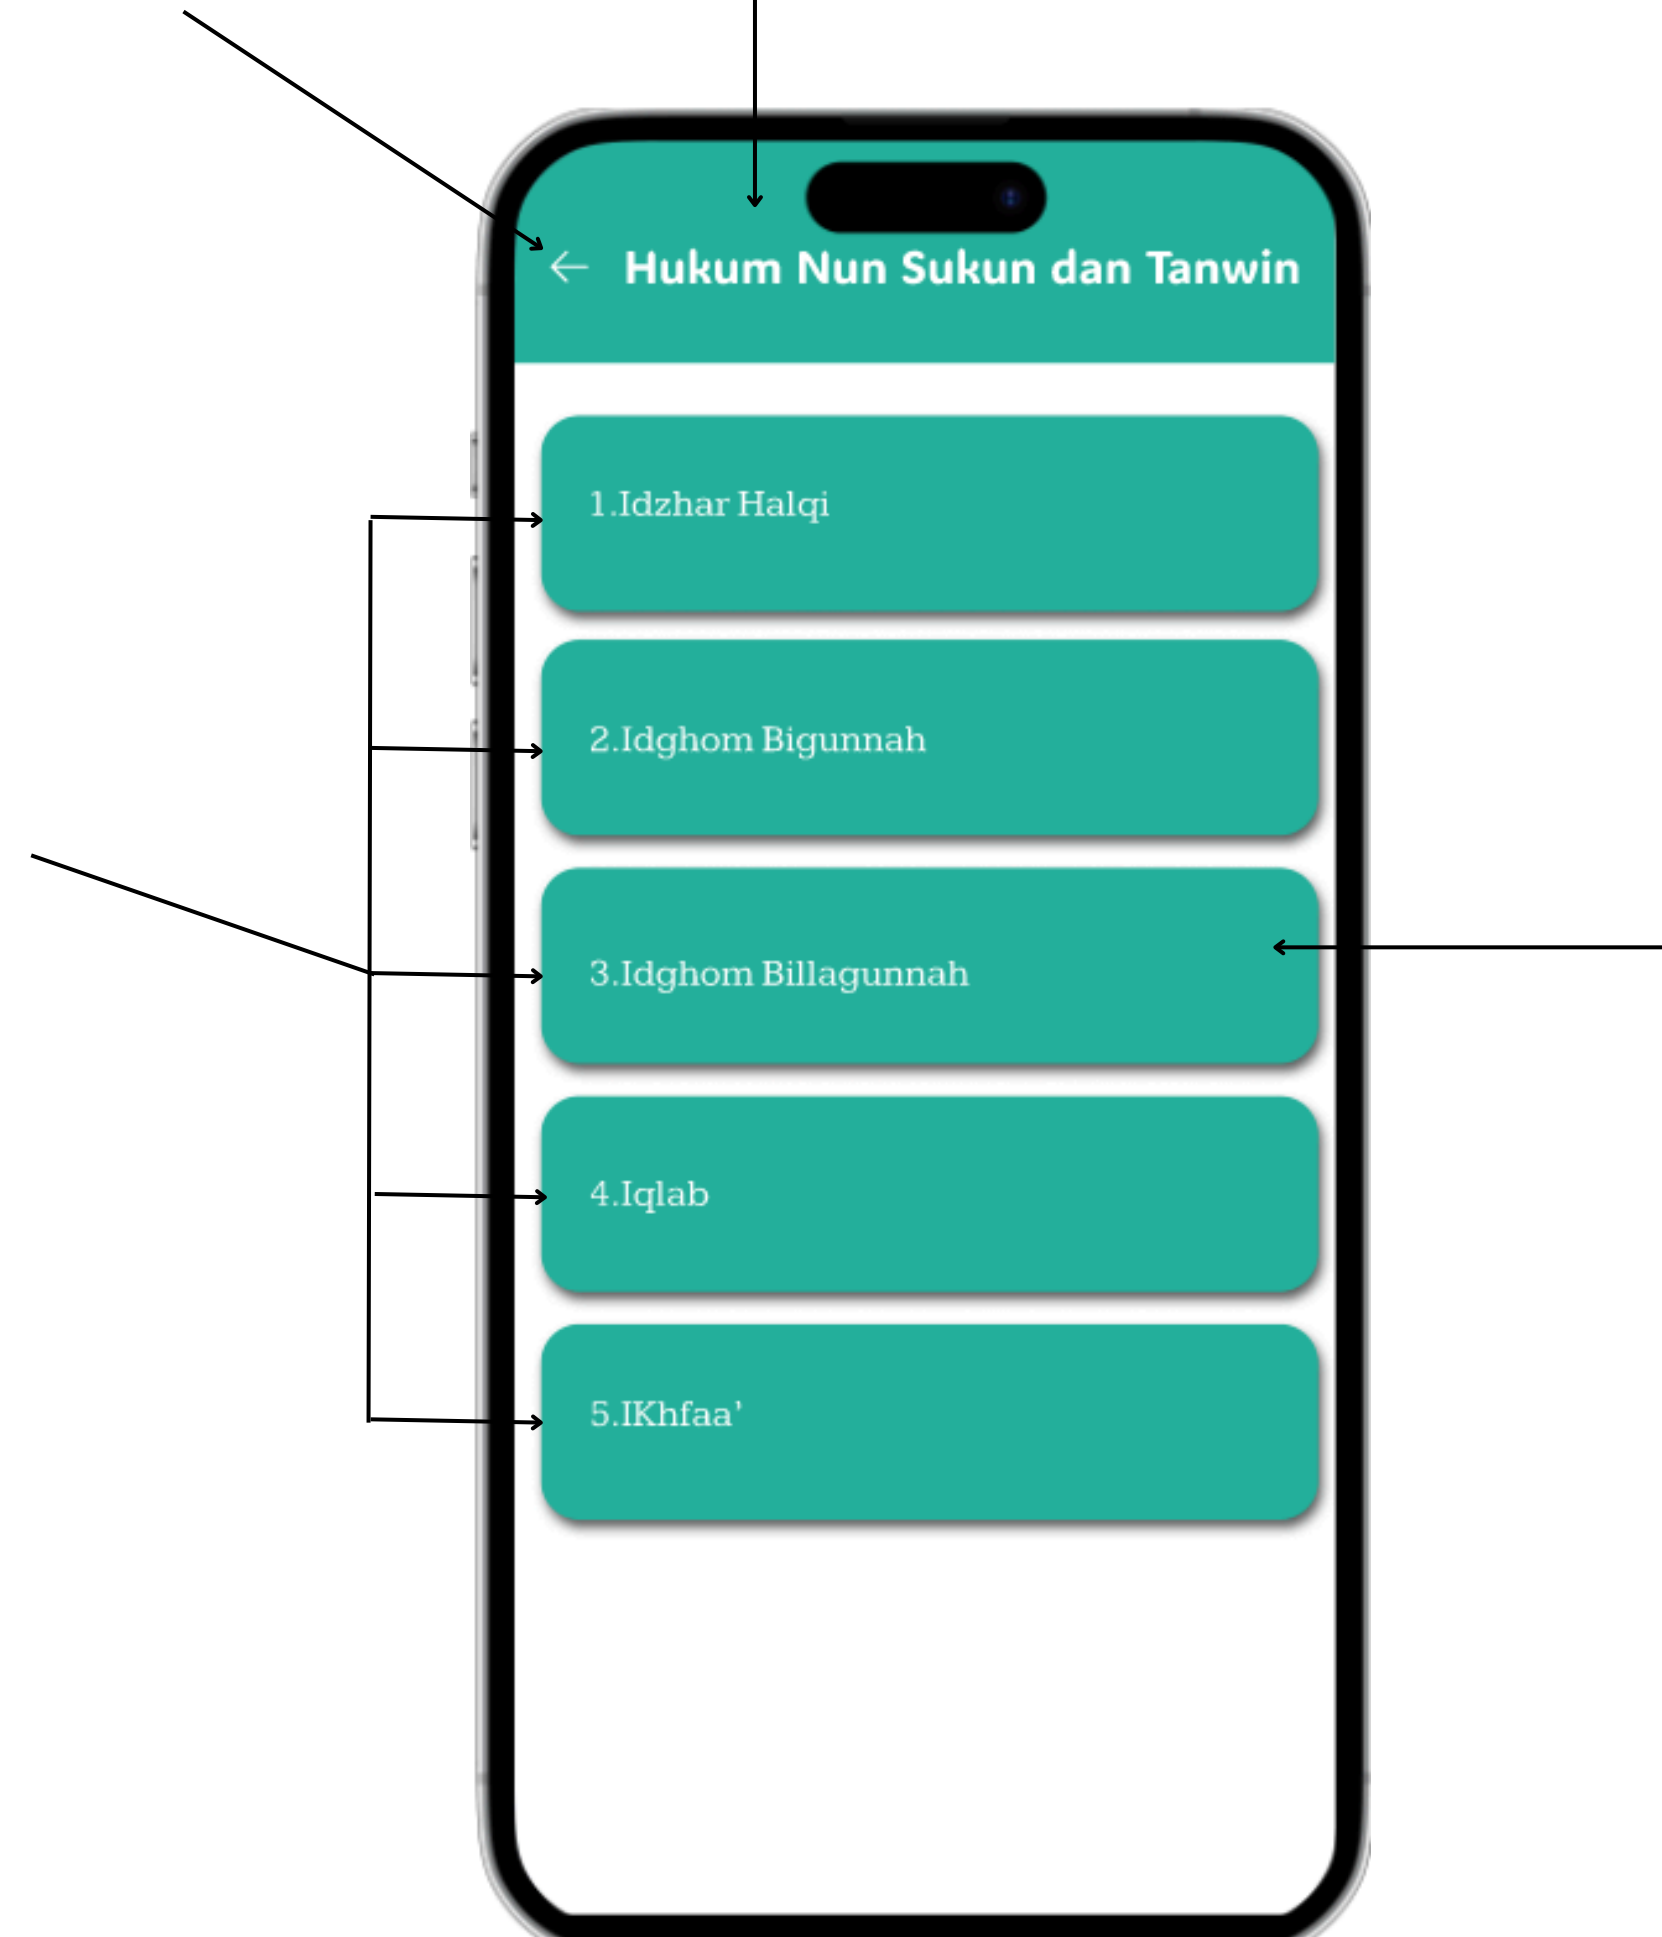 Hukum Nun Sukun dan Tanwin
1.Idzhar Halqi
2.Idghom Bigunnah
3.Idghom Billagunnah
4.Iqlab
5.IKhfaa’